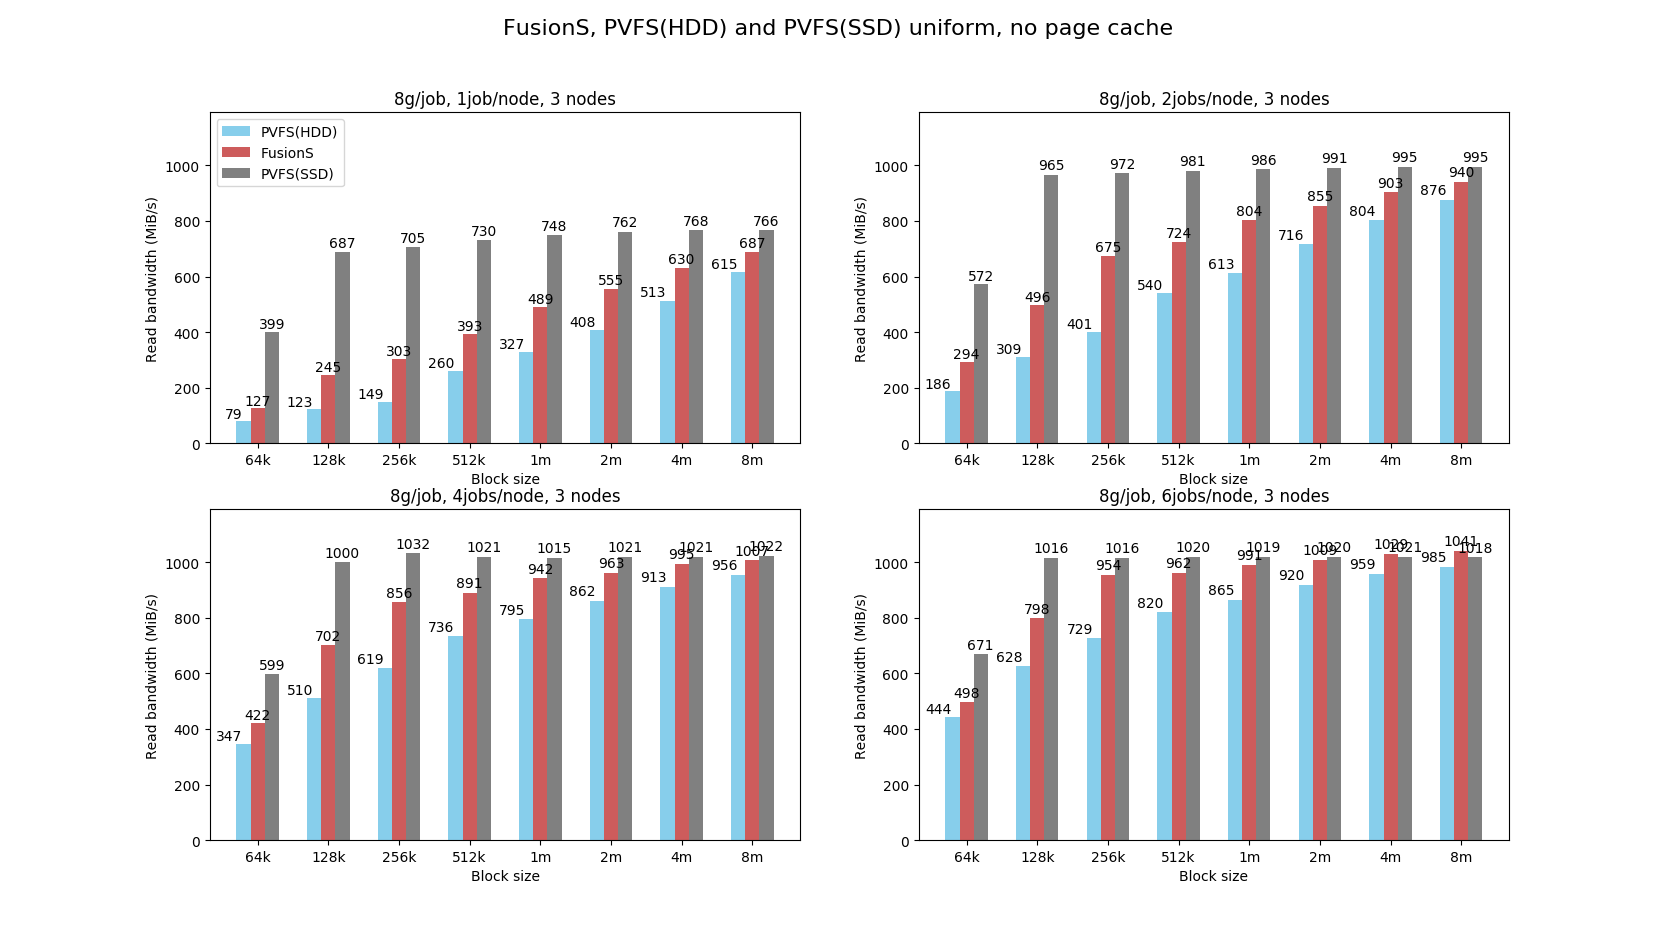 FusionS, PVFS(HDD) and PVFS(SSD) uniform, no page cache
8g/job, 1job/node, 3 nodes
PVFS(HDD)
FusionS
PVFS(SSD)
Read bandwidth (MiB/s)
1000
800
600
400
200
0
79 127 399
123 245 687
149 303 705
260 393 730
327 489 748
408 555 762
513 630 768
615 687 766
64k 128k 256k 512k 1m 2m 4m 8m
Block size
8g/job, 2jobs/node, 3 nodes
Read bandwidth (MiB/s)
1000
800
600
400
200
0
186 294 572
309 496 965
401 675 972
540 724 981
613 804 986
716 855 991
804 903 995
876 940 995
64k 128k 256k 512k 1m 2m 4m 8m
Block size
8g/job, 4jobs/node, 3 nodes
Read bandwidth (MiB/s)
1000
800
600
400
200
0
347 422 599
510 702 1000
619 856 1032
736 891 1021
795 942 1015
862 963 1021
913 995 1021
956 1007 1022
64k 128k 256k 512k 1m 2m 4m 8m
Block size
8g/job, 6jobs/node, 3 nodes
Read bandwidth (MiB/s)
1000
800
600
400
200
0
444 498 671
628 798 1016
729 954 1016
820 962 1020
865 991 1019
920 1009 1020
959 1029 1021
985 1041 1018
64k 128k 256k 512k 1m 2m 4m 8m
Block size